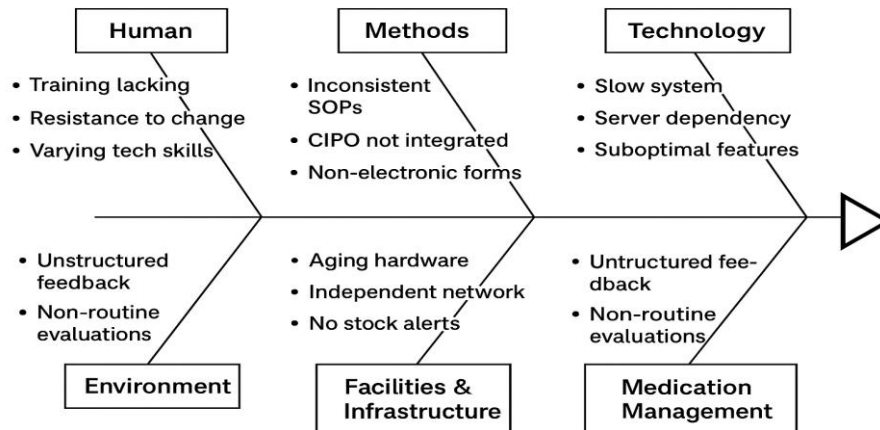 Human
Methods
Technology
• Training lacking
• Resistance to change
• Varying tech skills
• Inconsistent
SOPs
• CIPO not integrated
• Non-electronic forms
• Slow system
• Server dependency
• Suboptimal features
• Unstructured
feedback
• Non-routine
evaluations
• Aging hardware
• Independent network
• No stock alerts
• Untructured fee-
dback
• Non-routine
evaluations
Environment
Facilities &
Infrastructure
Medication
Management